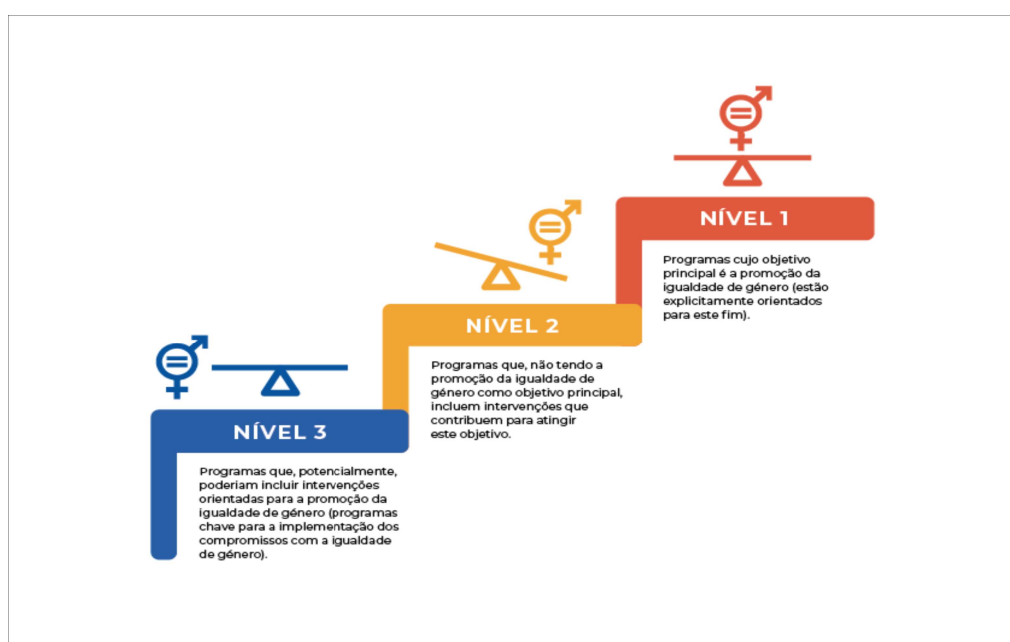 NÍVEL 1
Programas cujo objetivo
principal é a promoção da
igualdade de género (estão
explicitamente orientados
para este fim).
NÍVEL 2
Programas que, não tendo a
promoção da igualdade de
género como objetivo principal,
incluem intervenções que
contribuem para atingir
este objetivo.
NÍVEL 3
Programas que, potencialmente,
poderiam incluir intervenções
orientadas para a promoção da
igualdade de género (programas
chave para a implementação dos
compromissos com a igualdade
de género).